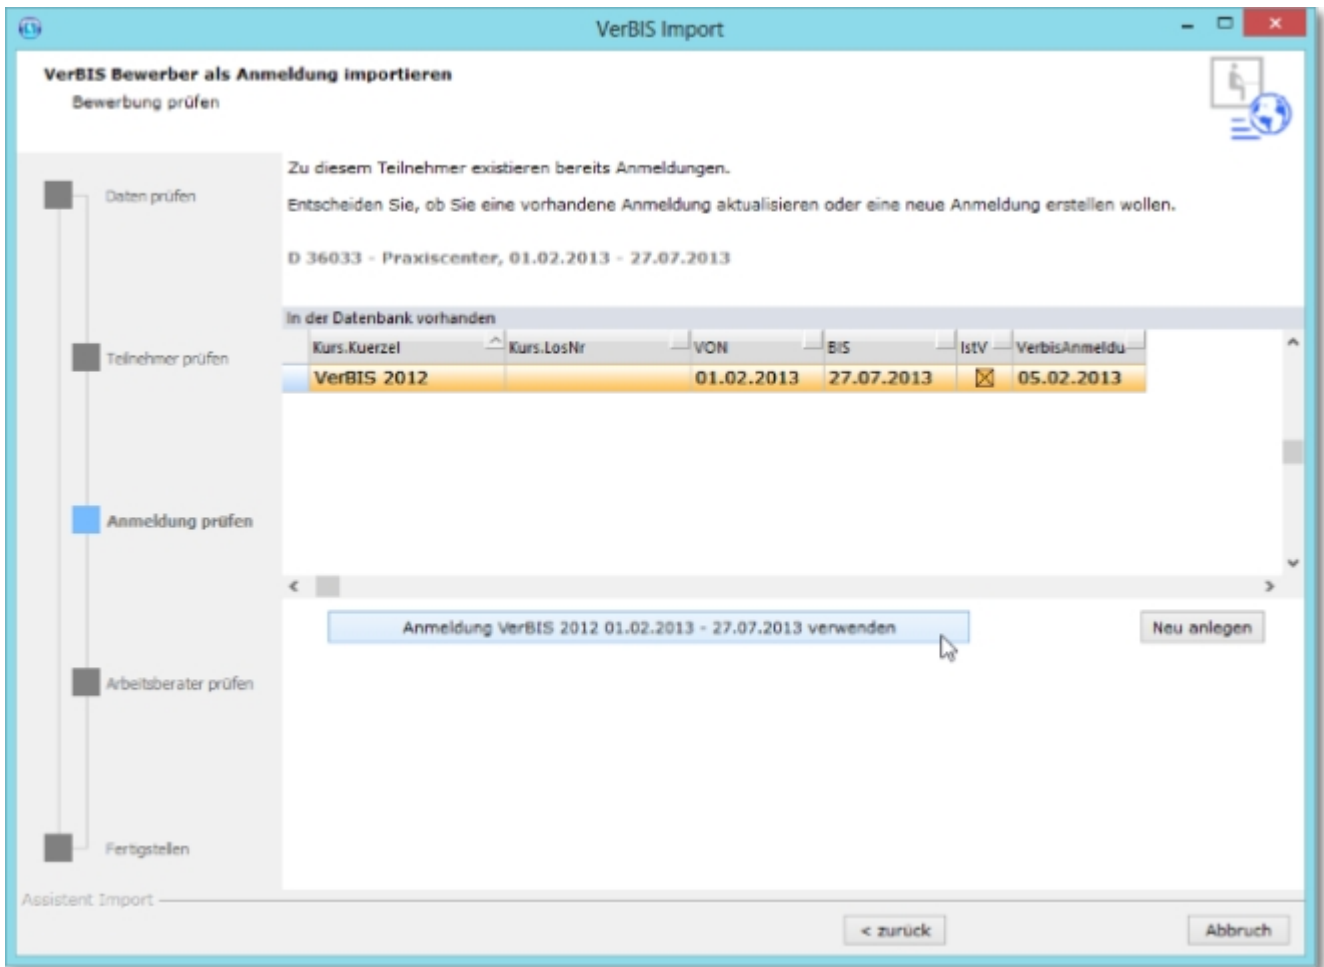 VerBIS Import
VerBIS Bewerber als Anmeldung importieren
Bewerbung prüfen
Zu diesem Teilnehmer existieren bereits Anmeldungen.
Daten prüfen
Entscheiden Sie, ob Sie eine vorhandene Anmeldung aktualisieren oder eine neue Anmeldung erstellen wollen.
D 36033 - Praxiscenter, 01.02.2013 - 27.07.2013
In der Datenbank vorhanden
Kurs.Kuerzel Kurs.LosNr VON BIS IstV VerbisAnmeldu
Teilnehmer prüfen
VerBIS 2012 01.02.2013 27.07.2013 05.02.2013
Anmeldung prüfen
Anmeldung VerBIS 2012 01.02.2013 - 27.07.2013 verwenden Neu anlegen
Arbeitsberater prüfen
Fertigstellen
Assistent Import
< zurück Abbruch